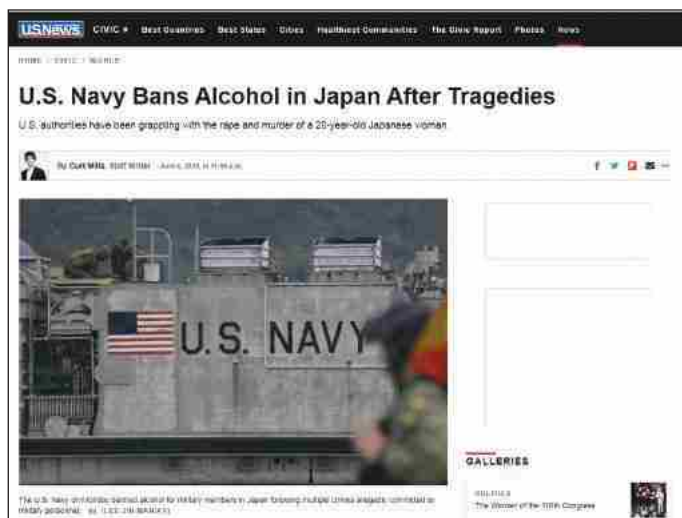 U.S.News CIVIC Best Countries Best States Cities Healthiest Communities The Civic Report Photos News
HOME / CIVIC /
U.S. Navy Bans Alcohol in Japan After Tragedies
U.S. authorities have been grappling with the rape and murder of a 20-year-old Japanese woman.
By Curt Mills, Staff Writer
U.S. NAVY
The U.S. Navy on Monday banned alcohol for military members in Japan following multiple crimes allegedly committed by
military personnel.
GALLERIES
POLITICS
The Women of the 116th Congress